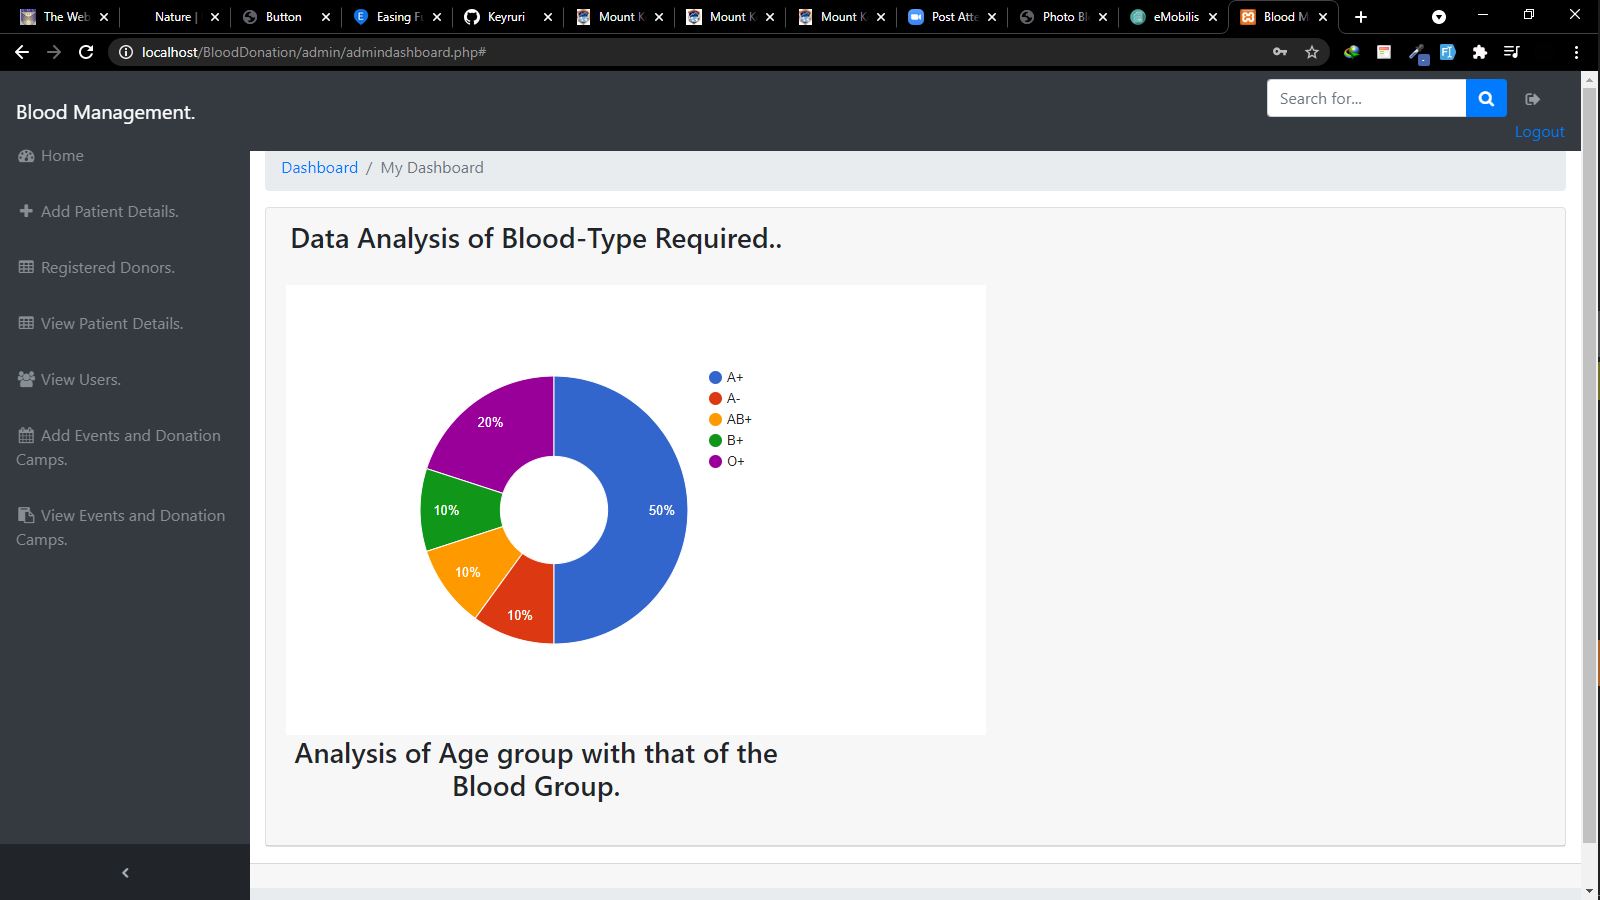 The Web
Nature |
Button
Easing F
Keyruri
Mount K
Mount K
Mount K
Post Atte
Photo Bl
eMobilis
Blood M
localhost/BloodDonation/admin/admindashboard.php#
Blood Management.
Search for...
Logout
Home
Dashboard / My Dashboard
Add Patient Details.
Registered Donors.
View Patient Details.
View Users.
Add Events and Donation
Camps.
View Events and Donation
Camps.
Data Analysis of Blood-Type Required..
A+
A-
AB+
B+
O+
20%
10%
50%
10%
10%
Analysis of Age group with that of the
Blood Group.